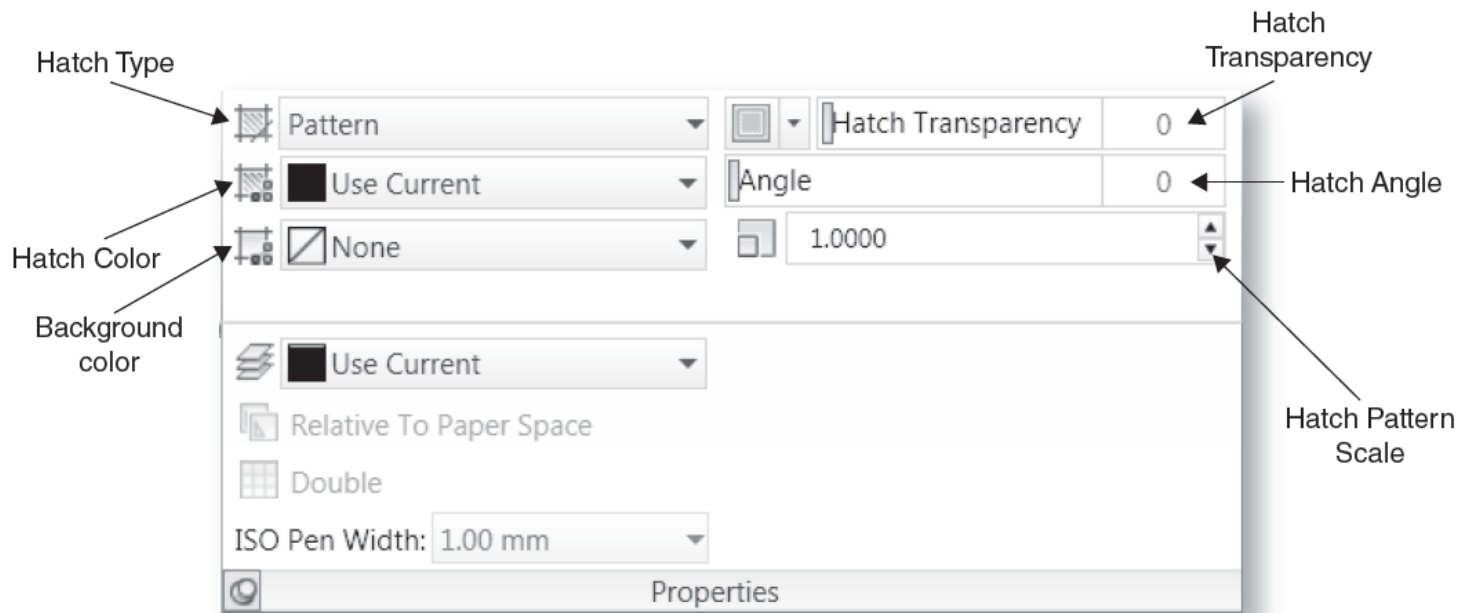 Hatch
Transparency
Hatch Type
Pattern
Hatch Transparency 0
Use Current
Angle 0
Hatch Angle
Hatch Color
None
1.0000
Background
color
Use Current
Hatch Pattern
Scale
Relative To Paper Space
Double
ISO Pen Width: 1.00 mm
Properties